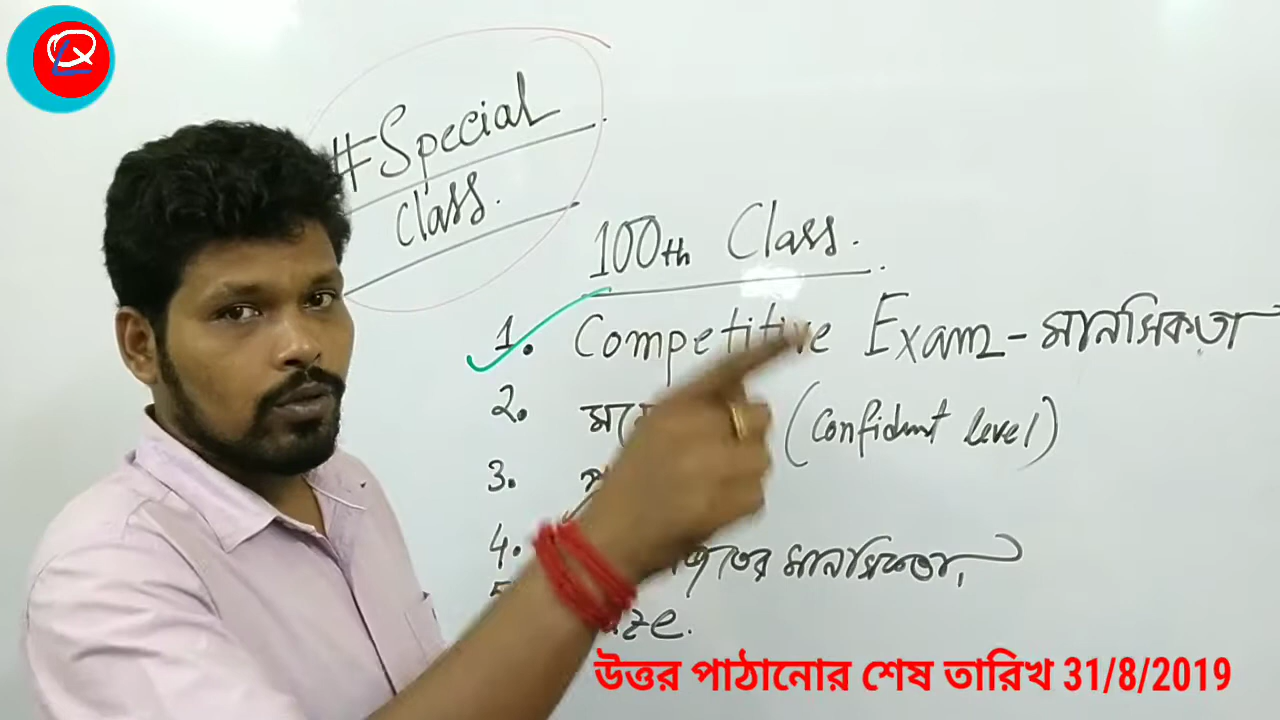 #Special
Class.
100th Class.
1. Competitive Exam - মানসিকতা
2. (Confident level)
3.
4. মানসিকতা,
উত্তর পাঠানোর শেষ তারিখ 31/8/2019